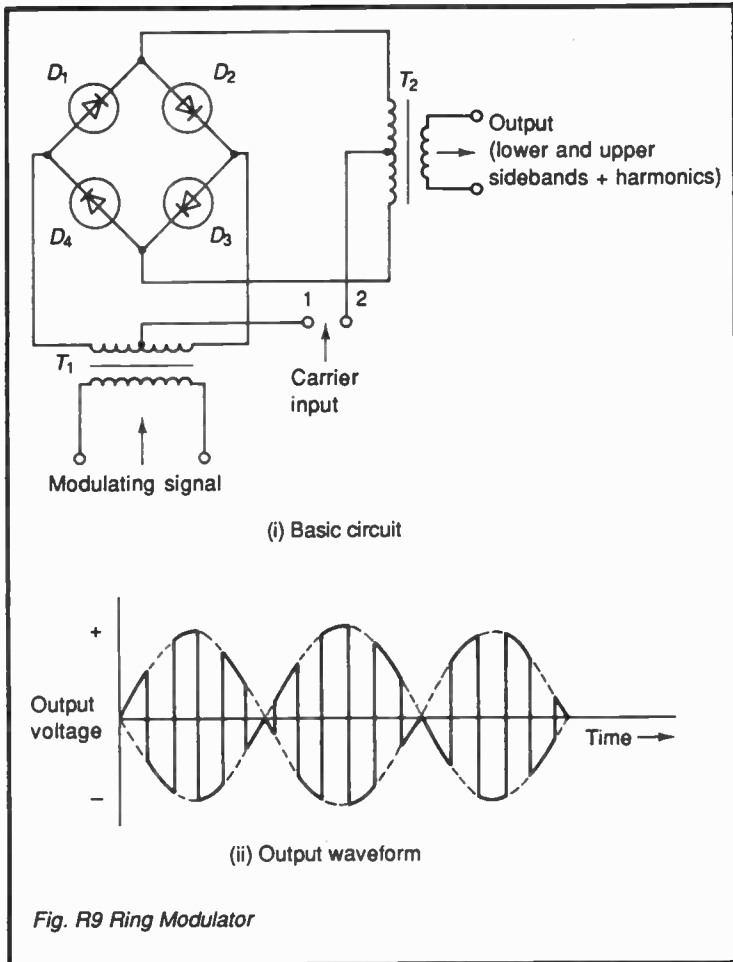 D1
D2
T2
Output
(lower and upper
sidebands + harmonics)
D4
D3
1
2
T1
Carrier
input
Modulating signal
(i) Basic circuit
+
Output
voltage
Time
−
(ii) Output waveform
Fig. R9 Ring Modulator